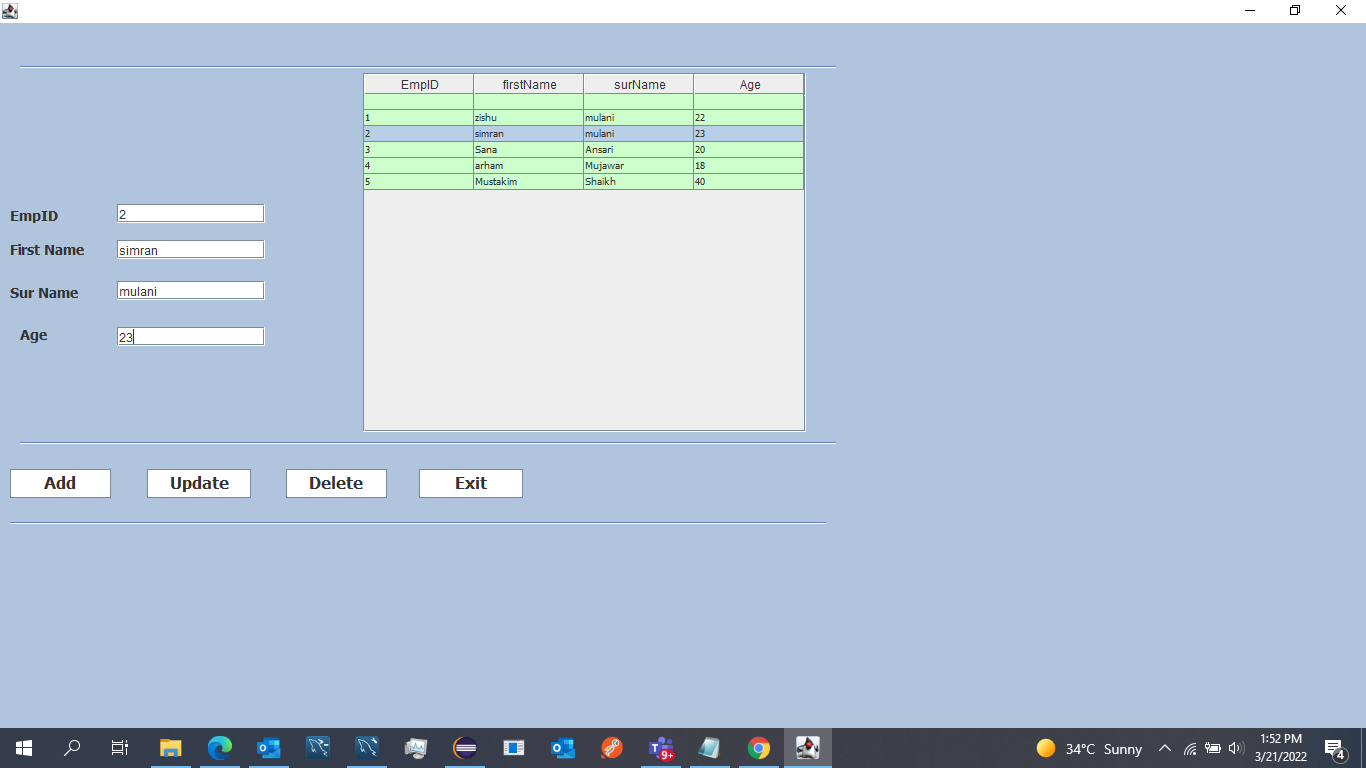 EmpID firstName surName Age
1 zishu mulani 22
2 simran mulani 23
3 Sana Ansari 20
4 arham Mujawar 18
5 Mustakim Shaikh 40
EmpID 2
First Name simran
Sur Name mulani
Age 23
Add Update Delete Exit
9+
34°C Sunny
1:52 PM
3/21/2022
4